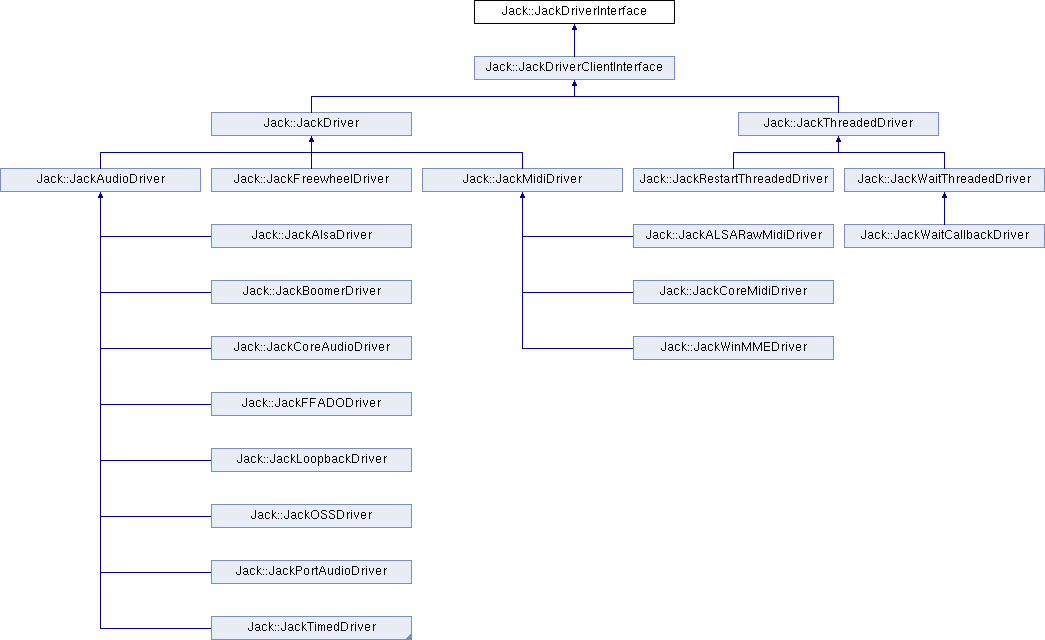 Jack::JackDriverInterface
Jack::JackDriverClientInterface
Jack::JackDriver
Jack::JackThreadedDriver
Jack::JackAudioDriver
Jack::JackFreewheelDriver
Jack::JackMidiDriver
Jack::JackRestartThreadedDriver
Jack::JackWaitThreadedDriver
Jack::JackAlsaDriver
Jack::JackALSARawMidiDriver
Jack::JackWaitCallbackDriver
Jack::JackBoomerDriver
Jack::JackCoreMidiDriver
Jack::JackCoreAudioDriver
Jack::JackWinMMEDriver
Jack::JackFFADODriver
Jack::JackLoopbackDriver
Jack::JackOSSDriver
Jack::JackPortAudioDriver
Jack::JackTimedDriver